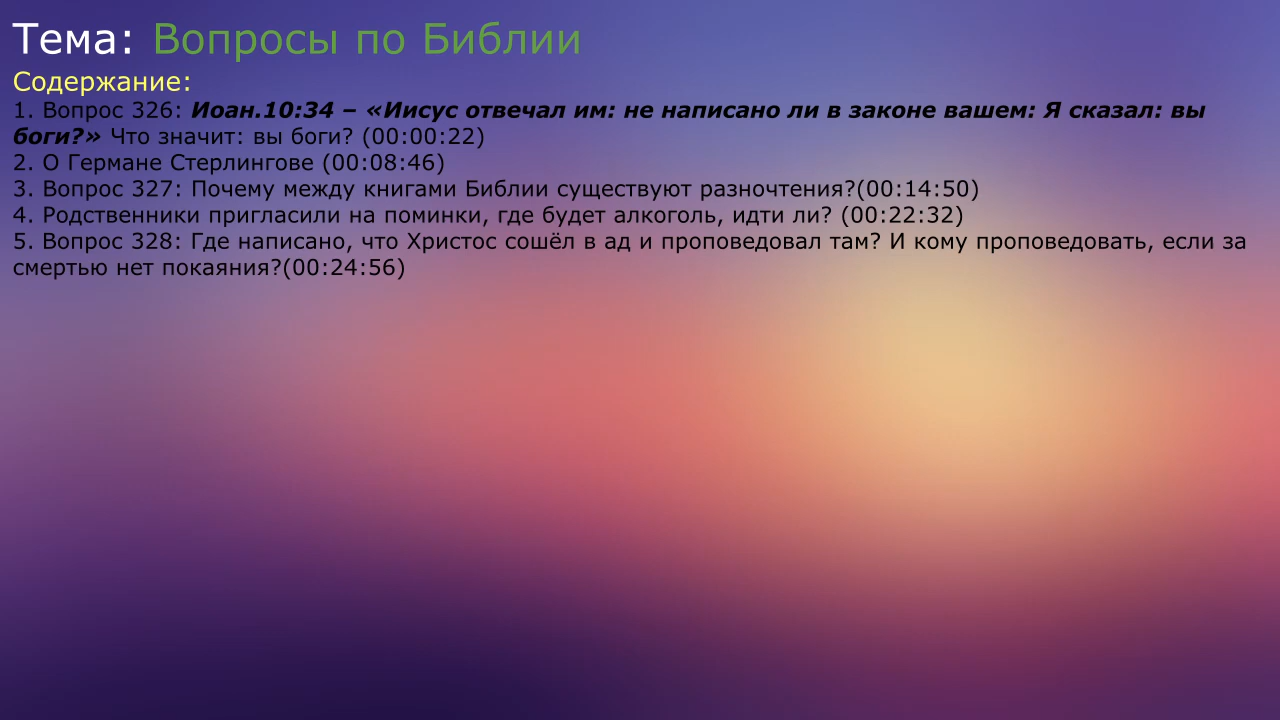 Тема: Вопросы по Библии
Содержание:
1. Вопрос 326: Иоан.10:34 – «Иисус отвечал им: не написано ли в законе вашем: Я сказал: вы
боги?» Что значит: вы боги? (00:00:22)
2. О Германе Стерлингове (00:08:46)
3. Вопрос 327: Почему между книгами Библии существуют разночтения?(00:14:50)
4. Родственники пригласили на поминки, где будет алкоголь, идти ли? (00:22:32)
5. Вопрос 328: Где написано, что Христос сошёл в ад и проповедовал там? И кому проповедовать, если за
смертью нет покаяния?(00:24:56)